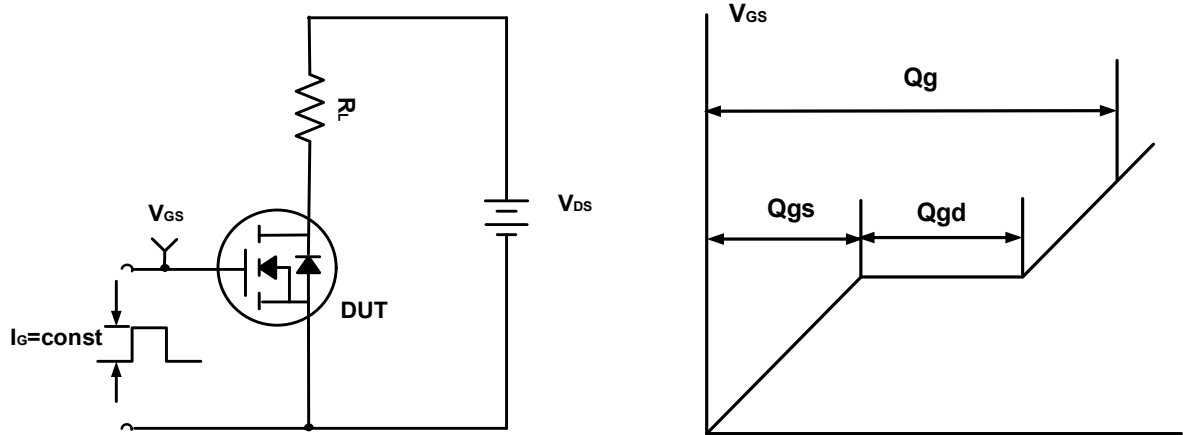 VGS
Qg
RL
VGS
VDS
Qgs
Qgd
DUT
IG=const